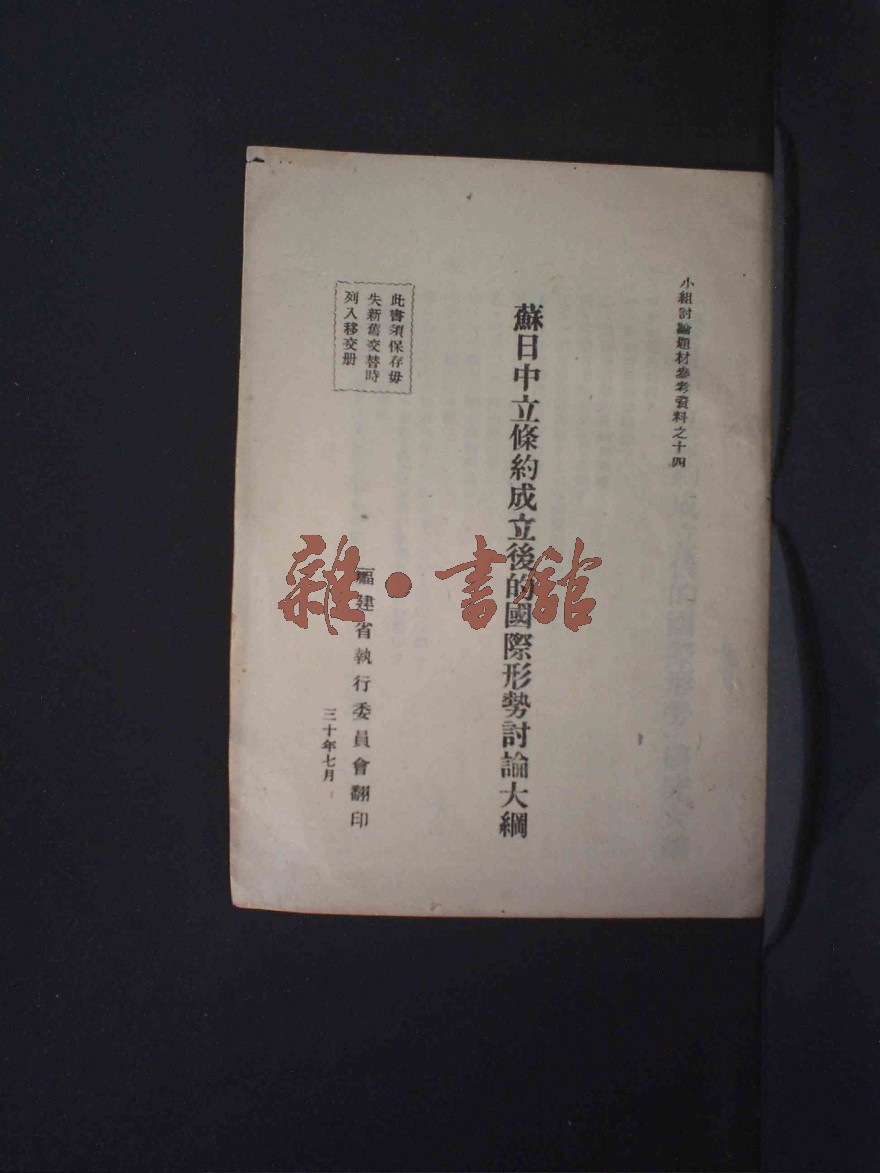 小組討論題材參考資料之十四
蘇日中立條約成立後的國際形勢討論大綱
此書須保存毋
失新舊交替時
列入移交册
福建省執行委員會翻印
三十年七月
雜·書館